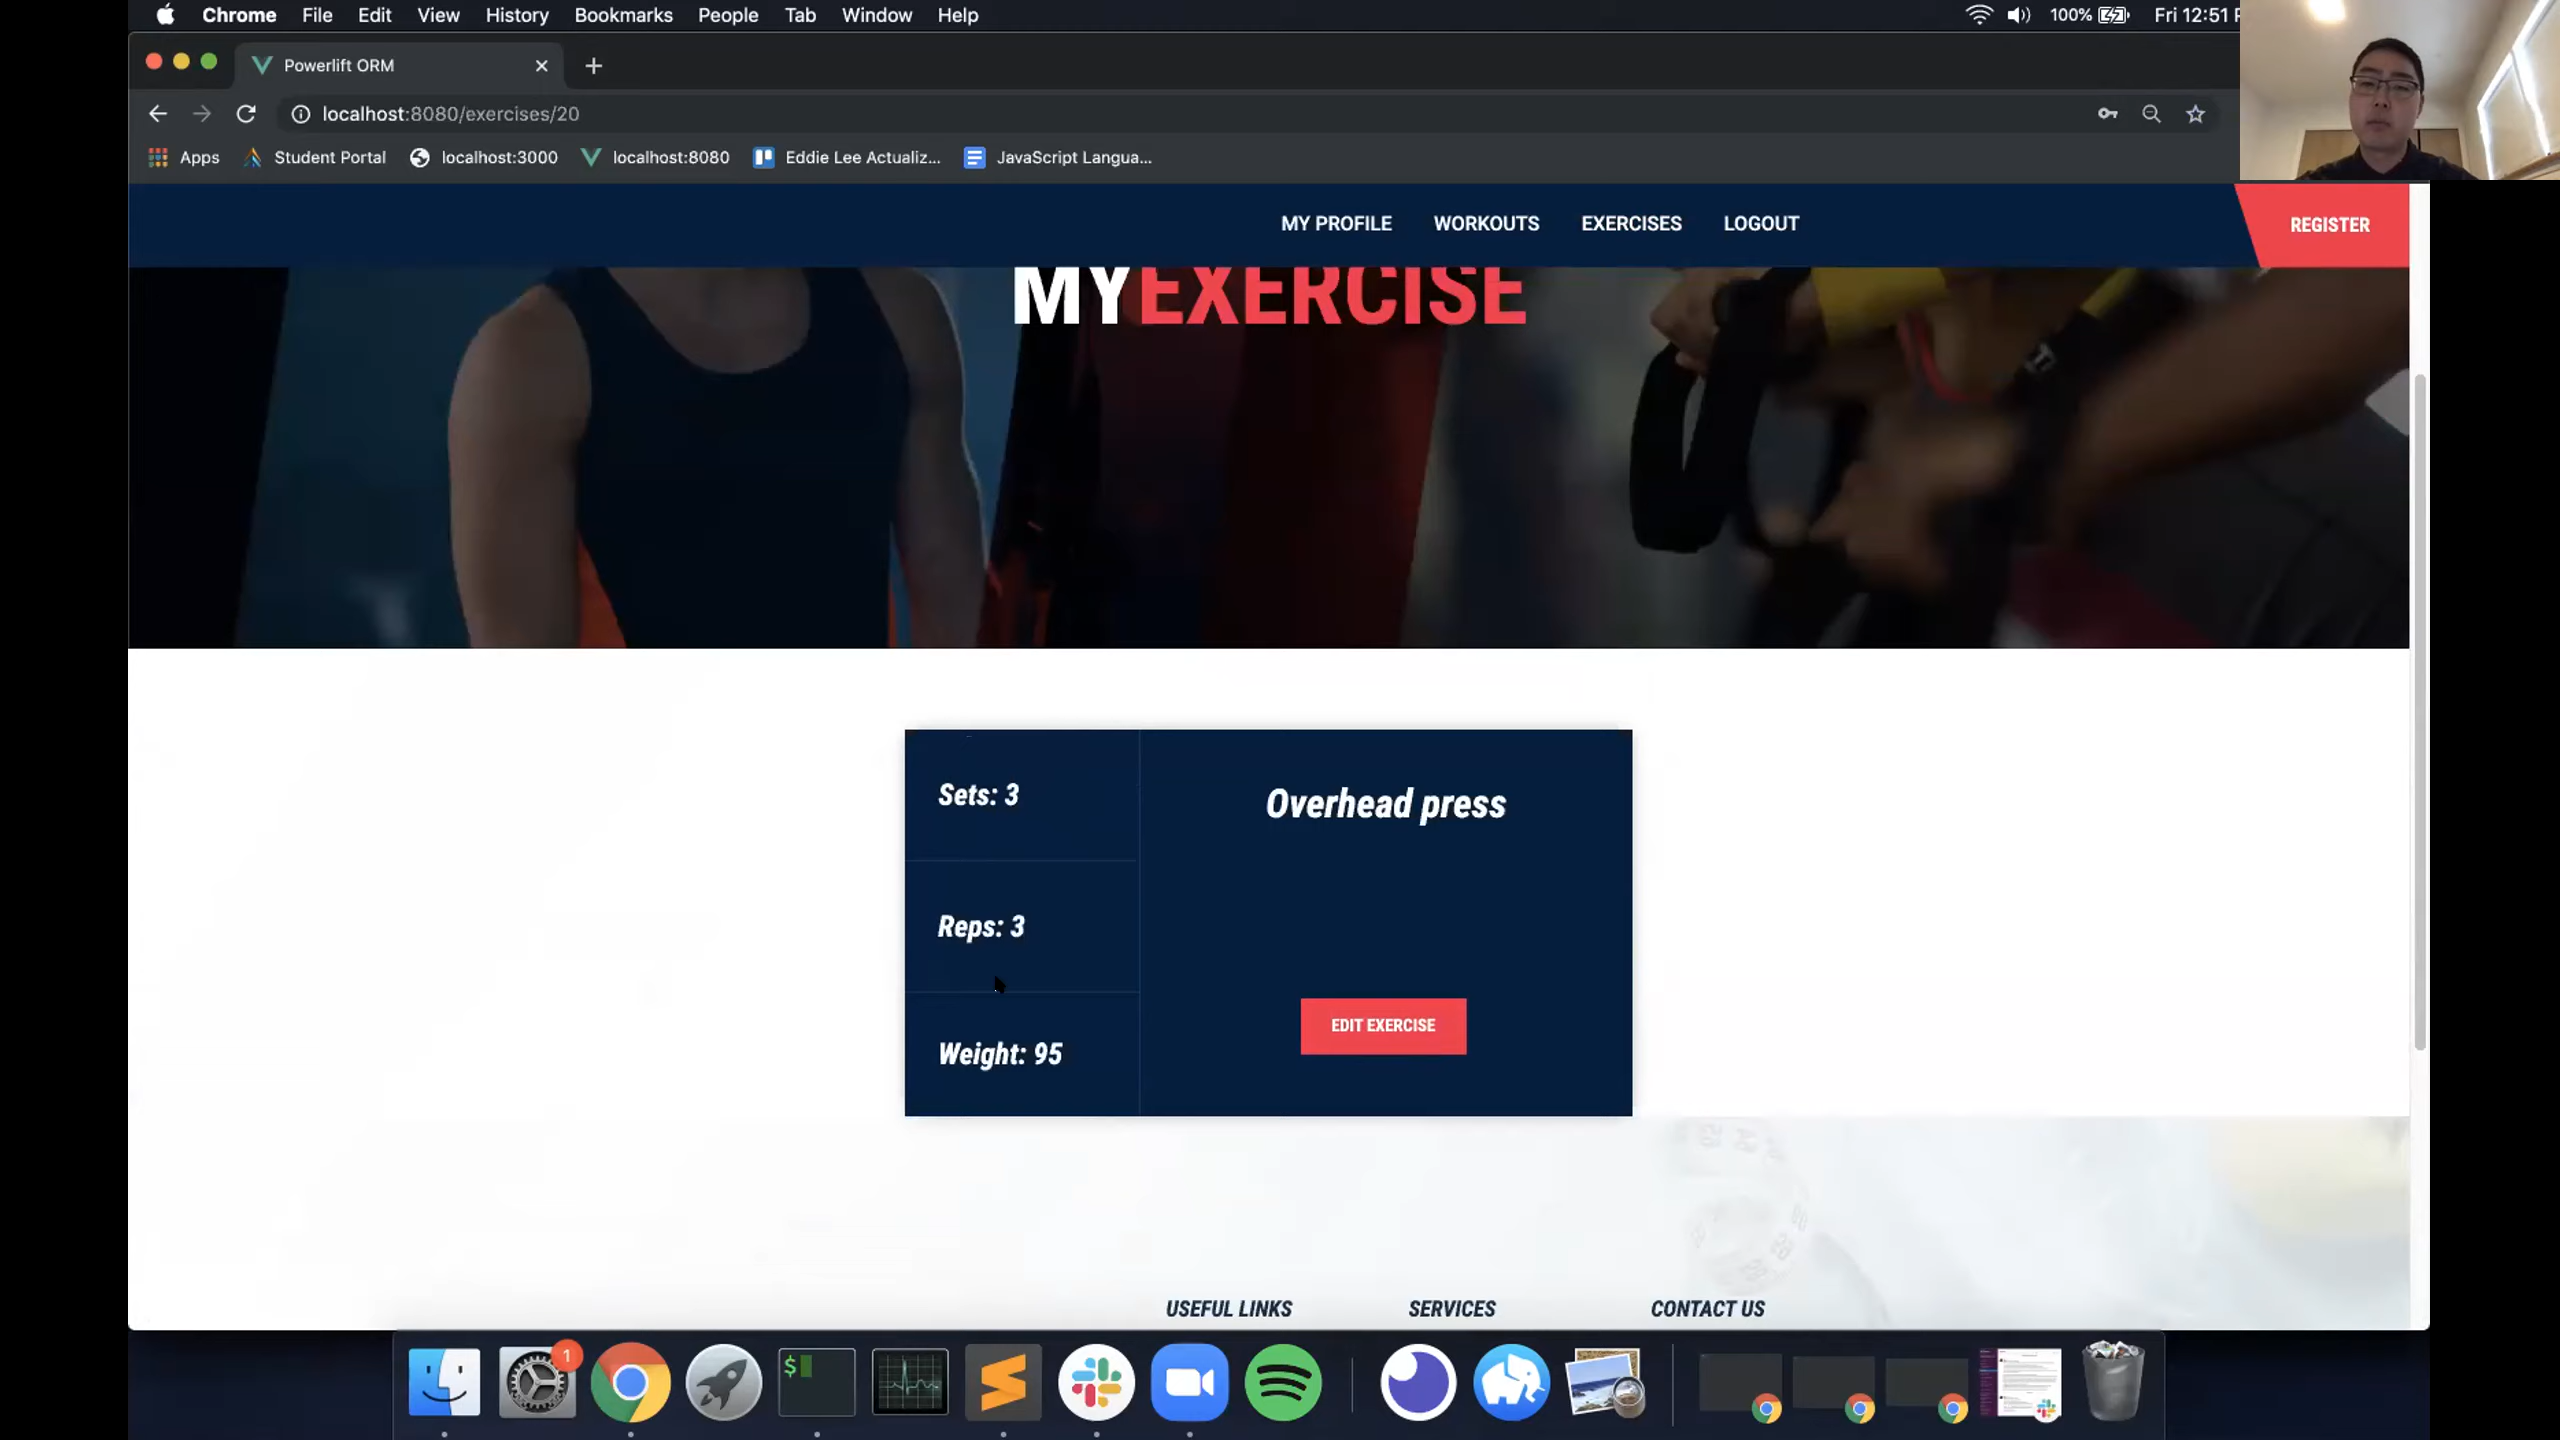 Chrome File Edit View History Bookmarks People Tab Window Help 100% Fri 12:51
Powerlift ORM
localhost:8080/exercises/20
Apps Student Portal localhost:3000 localhost:8080 Eddie Lee Actualiz... JavaScript Langua...
MY PROFILE WORKOUTS EXERCISES LOGOUT REGISTER
MYEXERCISE
Sets: 3
Overhead press
Reps: 3
EDIT EXERCISE
Weight: 95
USEFUL LINKS SERVICES CONTACT US
1
$